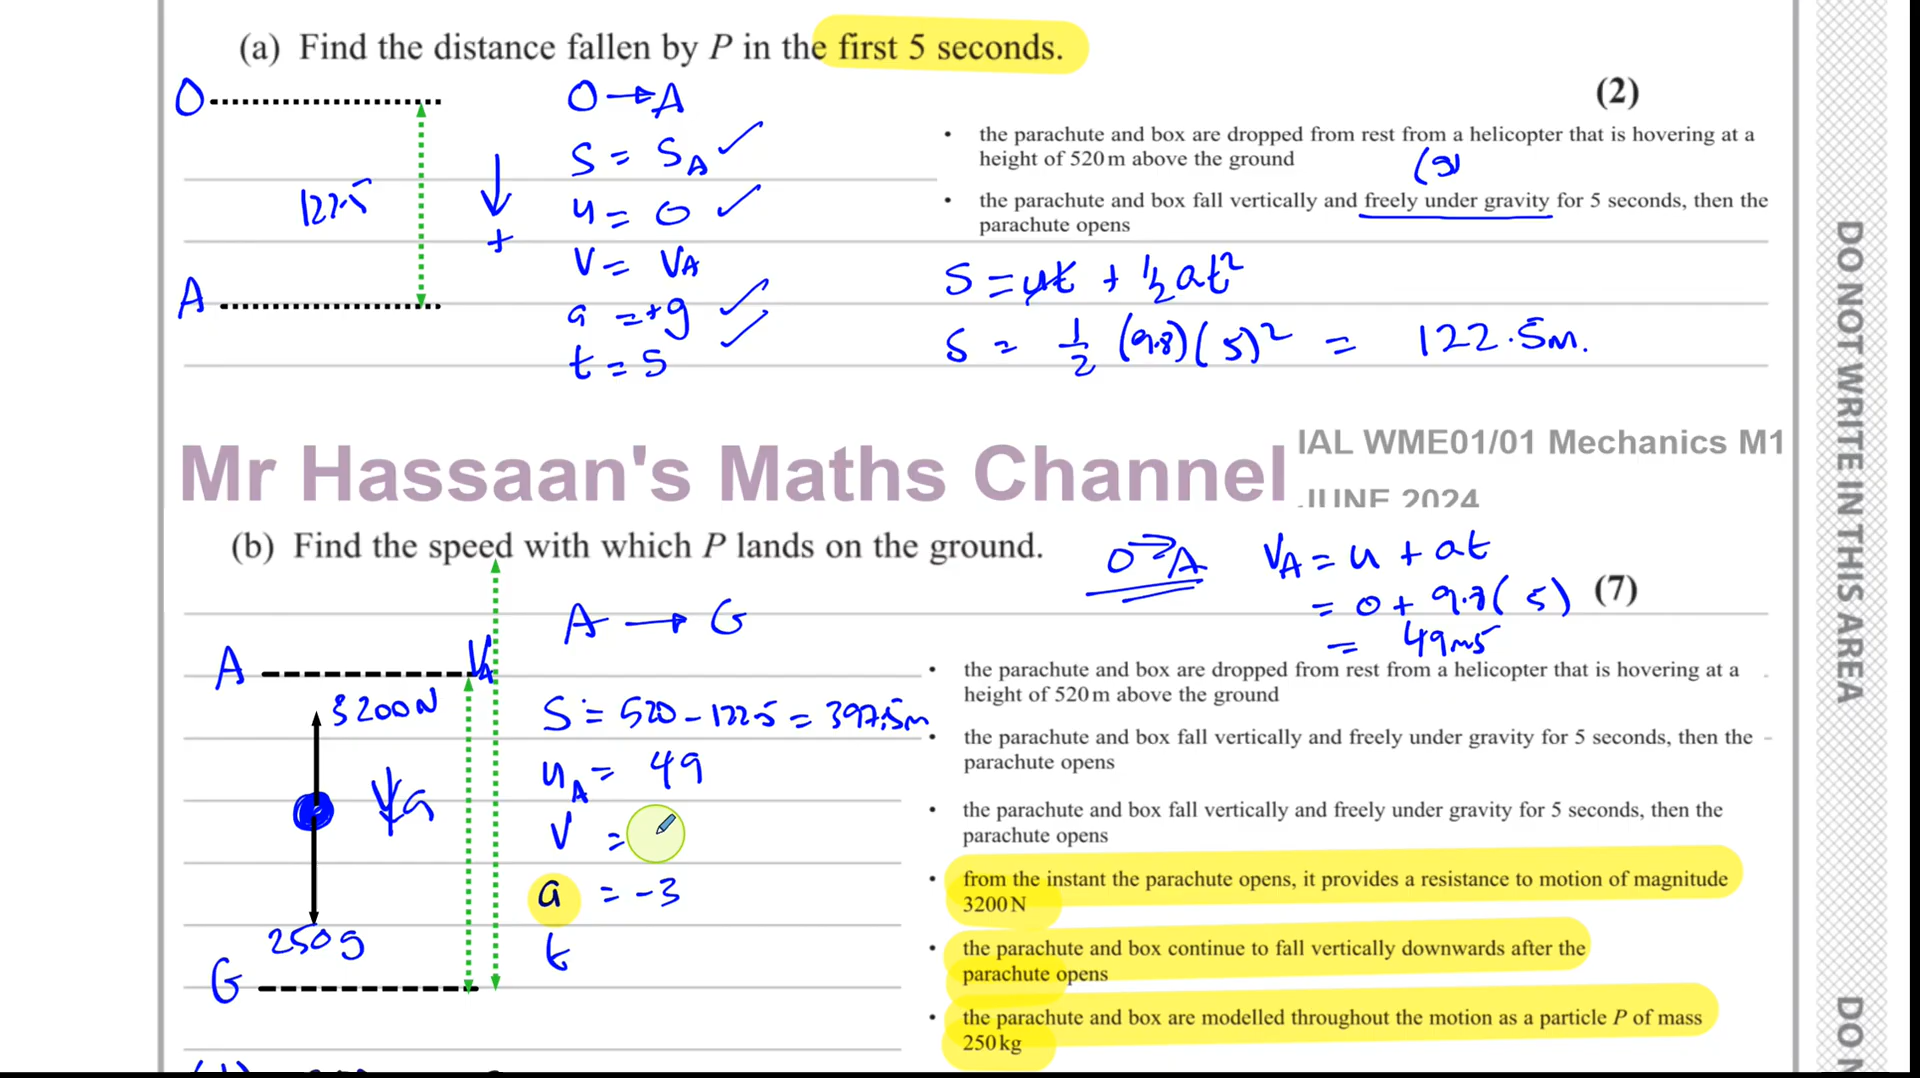 (a) Find the distance fallen by P in the first 5 seconds.
(2)
O
A
122.5
+
O → A
S = SA ✓
u = 0 ✓
V = VA
a = +g ✓
t = 5 ✓
• the parachute and box are dropped from rest from a helicopter that is hovering at a
height of 520 m above the ground
(g)
• the parachute and box fall vertically and freely under gravity for 5 seconds, then the
parachute opens
S = ut + ½ at²
S = ½ (9.8)(5)² = 122.5m.
Mr Hassaan's Maths Channel
IAL WME01/01 Mechanics M1
JUNE 2024
(b) Find the speed with which P lands on the ground.
(7)
O → A
VA = u + at
= 0 + 9.8(5)
= 49ms
A
VA
3200N
a
250g
G
A → G
S = 520 - 122.5 = 397.5m
uA = 49
V =
a = -3
t
• the parachute and box are dropped from rest from a helicopter that is hovering at a
height of 520 m above the ground
• the parachute and box fall vertically and freely under gravity for 5 seconds, then the
parachute opens
• the parachute and box fall vertically and freely under gravity for 5 seconds, then the
parachute opens
• from the instant the parachute opens, it provides a resistance to motion of magnitude
3200 N
• the parachute and box continue to fall vertically downwards after the
parachute opens
• the parachute and box are modelled throughout the motion as a particle P of mass
250 kg
DO NOT WRITE IN THIS AREA
DO N